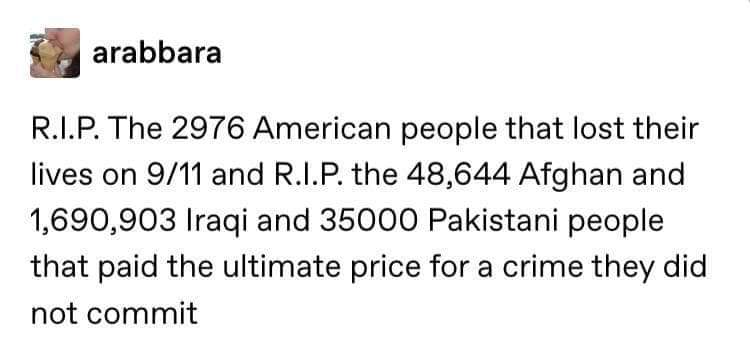 arabbara
R.I.P. The 2976 American people that lost their
lives on 9/11 and R.I.P. the 48,644 Afghan and
1,690,903 Iraqi and 35000 Pakistani people
that paid the ultimate price for a crime they did
not commit